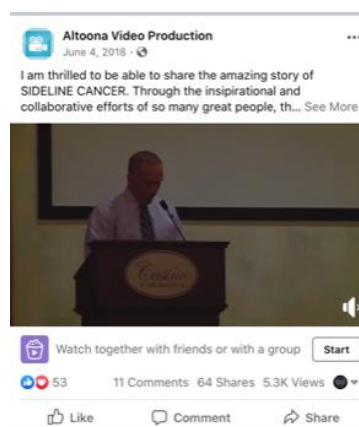 Altoona Video Production
June 4, 2018 ·
I am thrilled to be able to share the amazing story of
SIDELINE CANCER. Through the insipirational and
collaborative efforts of so many great people, th... See More
Casino
Watch together with friends or with a group Start
53 11 Comments 64 Shares 5.3K Views
Like Comment Share